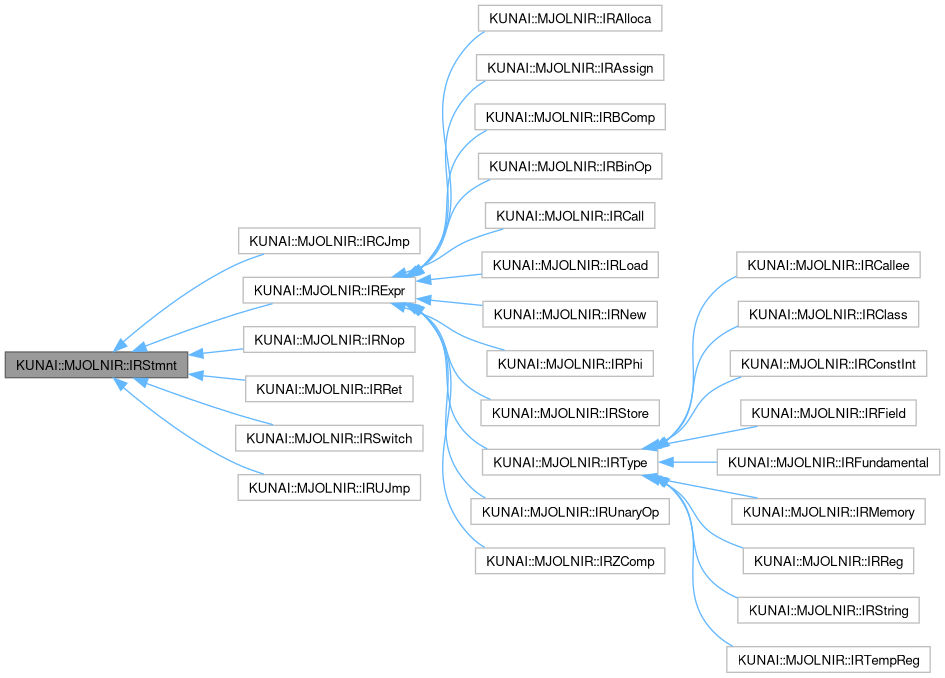 KUNAI::MJOLNIR::IRStmnt
KUNAI::MJOLNIR::IRCJmp
KUNAI::MJOLNIR::IRExpr
KUNAI::MJOLNIR::IRNop
KUNAI::MJOLNIR::IRRet
KUNAI::MJOLNIR::IRSwitch
KUNAI::MJOLNIR::IRUJmp
KUNAI::MJOLNIR::IRAlloca
KUNAI::MJOLNIR::IRAssign
KUNAI::MJOLNIR::IRBComp
KUNAI::MJOLNIR::IRBinOp
KUNAI::MJOLNIR::IRCall
KUNAI::MJOLNIR::IRLoad
KUNAI::MJOLNIR::IRNew
KUNAI::MJOLNIR::IRPhi
KUNAI::MJOLNIR::IRStore
KUNAI::MJOLNIR::IRType
KUNAI::MJOLNIR::IRUnaryOp
KUNAI::MJOLNIR::IRZComp
KUNAI::MJOLNIR::IRCallee
KUNAI::MJOLNIR::IRClass
KUNAI::MJOLNIR::IRConstInt
KUNAI::MJOLNIR::IRField
KUNAI::MJOLNIR::IRFundamental
KUNAI::MJOLNIR::IRMemory
KUNAI::MJOLNIR::IRReg
KUNAI::MJOLNIR::IRString
KUNAI::MJOLNIR::IRTempReg